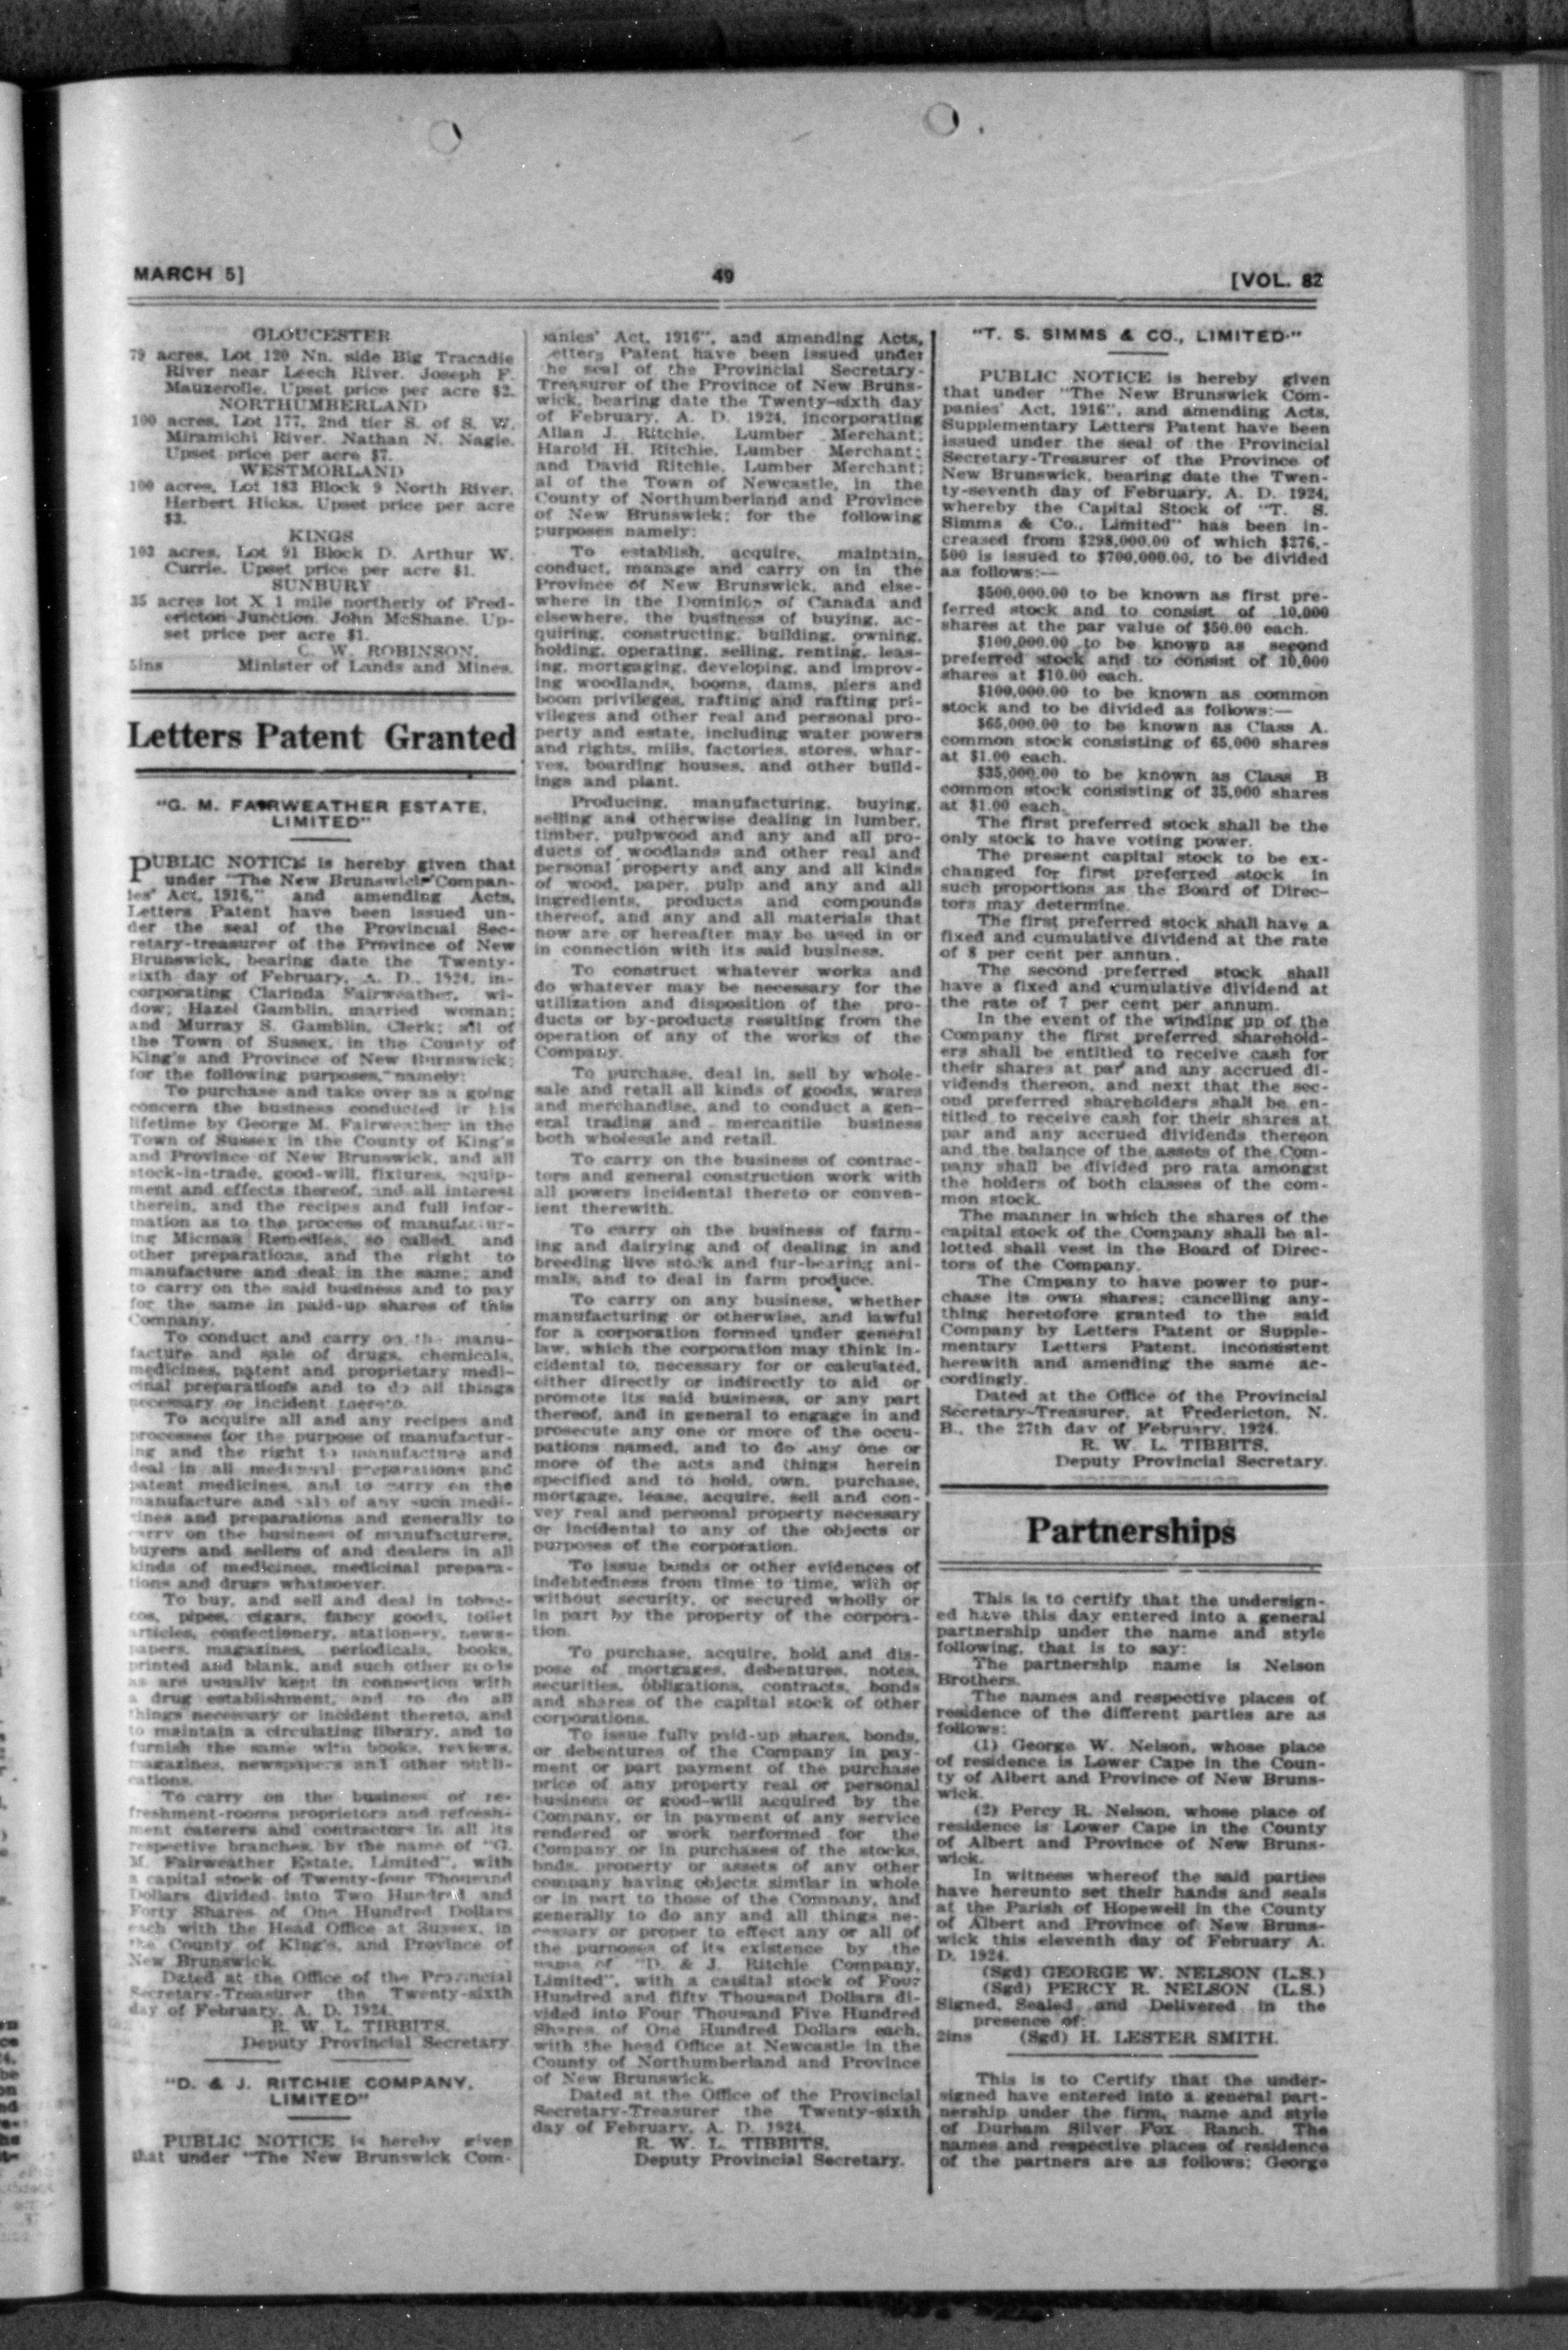 MARCH 5]
49
[VOL. 82
GLOUCESTER
79 acres, Lot 120 Nn. side Big Tracadie
River near Leech River. Joseph F.
Mauzerolle. Upset price per acre $2.
NORTHUMBERLAND
100 acres, Lot 177, 2nd tier S. of S. W.
Miramichi River. Nathan N. Nagle.
Upset price per acre $7.
WESTMORLAND
100 acres, Lot 183 Block 9 North River.
Herbert Hicks. Upset price per acre
$3.
KINGS
103 acres, Lot 91 Block D. Arthur W.
Currie. Upset price per acre $1.
SUNBURY
35 acres lot X 1 mile northerly of Fred-
ericton Junction. John McShane. Up-
set price per acre $1.
C. W. ROBINSON,
5ins Minister of Lands and Mines.
Letters Patent Granted
"G. M. FAIRWEATHER ESTATE,
LIMITED"
PUBLIC NOTICE is hereby given that
under "The New Brunswick Compan-
ies' Act, 1916," and amending Acts,
Letters Patent have been issued un-
der the seal of the Provincial Sec-
retary-treasurer of the Province of New
Brunswick, bearing date the Twenty-
sixth day of February, A. D., 1924, in-
corporating Clarinda Fairweather, wi-
dow; Hazel Gamblin, married woman;
and Murray S. Gamblin, Clerk; all of
the Town of Sussex, in the County of
King's and Province of New Burnswick;
for the following purposes, namely:
To purchase and take over as a going
concern the business conducted ir his
lifetime by George M. Fairweather in the
Town of Sussex in the County of King's
and Province of New Brunswick, and all
stock-in-trade, good-will, fixtures, equip-
ment and effects thereof, and all interest
therein, and the recipes and full infor-
mation as to the process of manufactur-
ing Micmaa Remedies, so called, and
other preparations, and the right to
manufacture and deal in the same; and
to carry on the said business and to pay
for the same in paid-up shares of this
Company.
To conduct and carry on the manu-
facture and sale of drugs, chemicals,
medicines, patent and proprietary medi-
cinal preparations and to do all things
necessary or incident thereto.
To acquire all and any recipes and
processes for the purpose of manufactur-
ing and the right to manufacture and
deal in all medicinal preparations and
patent medicines, and to carry on the
manufacture and sale of any such medi-
cines and preparations and generally to
carry on the business of manufacturers,
buyers and sellers of and dealers in all
kinds of medicines, medicinal prepara-
tions and drugs whatsoever.
To buy, and sell and deal in tobac-
cos, pipes, cigars, fancy goods, toilet
articles, confectionery, stationery, news-
papers, magazines, periodicals, books,
printed and blank, and such other goods
as are usually kept in connection with
a drug establishment, and to do all
things necessary or incident thereto, and
to maintain a circulating library, and to
furnish the same with books, reviews,
magazines, newspapers and other publi-
cations.
To carry on the business of re-
freshment-rooms proprietors and refresh-
ment caterers and contractors in all its
respective branches, by the name of "G.
M. Fairweather Estate, Limited", with
a capital stock of Twenty-four Thousand
Dollars divided into Two Hundred and
Forty Shares of One Hundred Dollars
each with the Head Office at Sussex, in
the County of King's, and Province of
New Brunswick.
Dated at the Office of the Provincial
Secretary-Treasurer the Twenty-sixth
day of February, A. D. 1924.
R. W. L. TIBBITS,
Deputy Provincial Secretary
"D. & J. RITCHIE COMPANY,
LIMITED"
PUBLIC NOTICE is hereby given
that under "The New Brunswick Com-
panies' Act, 1916", and amending Acts,
etters Patent have been issued under
he seal of the Provincial Secretary-
Treasurer of the Province of New Bruns-
wick, bearing date the Twenty-sixth day
of February, A. D. 1924, incorporating
Allan J. Ritchie, Lumber Merchant;
Harold H. Ritchie, Lumber Merchant;
and David Ritchie, Lumber Merchant;
al of the Town of Newcastle, in the
County of Northumberland and Province
of New Brunswick; for the following
purposes namely:
To establish, acquire, maintain,
conduct, manage and carry on in the
Province of New Brunswick, and else-
where in the Dominion of Canada and
elsewhere, the business of buying, ac-
quiring, constructing, building, owning,
holding, operating, selling, renting, leas-
ing, mortgaging, developing, and improv-
ing woodlands, booms, dams, piers and
boom privileges, rafting and rafting pri-
vileges and other real and personal pro-
perty and estate, including water powers
and rights, mills, factories, stores, whar-
ves, boarding houses, and other build-
ings and plant.
Producing, manufacturing, buying,
selling and otherwise dealing in lumber,
timber, pulpwood and any and all pro-
ducts of woodlands and other real and
personal property and any and all kinds
of wood, paper, pulp and any and all
ingredients, products and compounds
thereof, and any and all materials that
now are or hereafter may be used in or
in connection with its said business.
To construct whatever works and
do whatever may be necessary for the
utilization and disposition of the pro-
ducts or by-products resulting from the
operation of any of the works of the
Company.
To purchase, deal in, sell by whole-
sale and retail all kinds of goods, wares
and merchandise, and to conduct a gen-
eral trading and mercantile business
both wholesale and retail.
To carry on the business of contrac-
tors and general construction work with
all powers incidental thereto or conven-
ient therewith.
To carry on the business of farm-
ing and dairying and of dealing in and
breeding live stock and fur-bearing ani-
mals, and to deal in farm produce.
To carry on any business, whether
manufacturing or otherwise, and lawful
for a corporation formed under general
law, which the corporation may think in-
cidental to, necessary for or calculated,
either directly or indirectly to aid or
promote its said business, or any part
thereof, and in general to engage in and
prosecute any one or more of the occu-
pations named, and to do any one or
more of the acts and things herein
specified and to hold, own, purchase,
mortgage, lease, acquire, sell and con-
vey real and personal property necessary
or incidental to any of the objects or
purposes of the corporation.
To issue bonds or other evidences of
indebtedness from time to time, with or
without security, or secured wholly or
in part by the property of the corpora-
tion.
To purchase, acquire, hold and dis-
pose of mortgages, debentures, notes,
securities, obligations, contracts, bonds
and shares of the capital stock of other
corporations.
To issue fully paid-up shares, bonds,
or debentures of the Company in pay-
ment or part payment of the purchase
price of any property real or personal
business or good-will acquired by the
Company, or in payment of any service
rendered or work performed for the
Company or in purchases of the stocks,
bnds, property or assets of any other
company having objects similar in whole
or in part to those of the Company, and
generally to do any and all things ne-
cessary or proper to effect any or all of
the purposes of its existence by the
name of "D. & J. Ritchie Company,
Limited", with a capital stock of Four
Hundred and fifty Thousand Dollars di-
vided into Four Thousand Five Hundred
Shares of One Hundred Dollars each,
with the head Office at Newcastle in the
County of Northumberland and Province
of New Brunswick.
Dated at the Office of the Provincial
Secretary-Treasurer the Twenty-sixth
day of February, A. D. 1924.
R. W. L. TIBBITS,
Deputy Provincial Secretary.
"T. S. SIMMS & CO., LIMITED"
PUBLIC NOTICE is hereby given
that under "The New Brunswick Com-
panies' Act, 1916", and amending Acts,
Supplementary Letters Patent have been
issued under the seal of the Provincial
Secretary-Treasurer of the Province of
New Brunswick, bearing date the Twen-
ty-seventh day of February, A. D. 1924,
whereby the Capital Stock of "T. S.
Simms & Co., Limited" has been in-
creased from $298,000.00 of which $276,-
500 is issued to $700,000.00, to be divided
as follows:—
$500,000.00 to be known as first pre-
ferred stock and to consist of 10,000
shares at the par value of $50.00 each.
$100,000.00 to be known as second
preferred stock and to consist of 10,000
shares at $10.00 each.
$100,000.00 to be known as common
stock and to be divided as follows:—
$65,000.00 to be known as Class A.
common stock consisting of 65,000 shares
at $1.00 each.
$35,000.00 to be known as Class B
common stock consisting of 35,000 shares
at $1.00 each.
The first preferred stock shall be the
only stock to have voting power.
The present capital stock to be ex-
changed for first preferred stock in
such proportions as the Board of Direc-
tors may determine.
The first preferred stock shall have a
fixed and cumulative dividend at the rate
of 8 per cent per annum.
The second preferred stock shall
have a fixed and cumulative dividend at
the rate of 7 per cent per annum.
In the event of the winding up of the
Company the first preferred sharehold-
ers shall be entitled to receive cash for
their shares at par and any accrued di-
vidends thereon, and next that the sec-
ond preferred shareholders shall be en-
titled to receive cash for their shares at
par and any accrued dividends thereon
and the balance of the assets of the Com-
pany shall be divided pro rata amongst
the holders of both classes of the com-
mon stock.
The manner in which the shares of the
capital stock of the Company shall be al-
lotted shall vest in the Board of Direc-
tors of the Company.
The Cmpany to have power to pur-
chase its own shares; cancelling any-
thing heretofore granted to the said
Company by Letters Patent or Supple-
mentary Letters Patent, inconsistent
herewith and amending the same ac-
cordingly.
Dated at the Office of the Provincial
Secretary-Treasurer, at Fredericton, N.
B., the 27th day of February, 1924.
R. W. L. TIBBITS,
Deputy Provincial Secretary.
Partnerships
This is to certify that the undersign-
ed have this day entered into a general
partnership under the name and style
following, that is to say:
The partnership name is Nelson
Brothers.
The names and respective places of
residence of the different parties are as
follows:
(1) George W. Nelson, whose place
of residence is Lower Cape in the Coun-
ty of Albert and Province of New Bruns-
wick.
(2) Percy R. Nelson, whose place of
residence is Lower Cape in the County
of Albert and Province of New Bruns-
wick.
In witness whereof the said parties
have hereunto set their hands and seals
at the Parish of Hopewell in the County
of Albert and Province of New Bruns-
wick this eleventh day of February A.
D. 1924.
(Sgd) GEORGE W. NELSON (L.S.)
(Sgd) PERCY R. NELSON (L.S.)
Signed, Sealed and Delivered in the
presence of:
2ins (Sgd) H. LESTER SMITH.
This is to Certify that the under-
signed have entered into a general part-
nership under the firm, name and style
of Durham Silver Fox Ranch. The
names and respective places of residence
of the partners are as follows; George